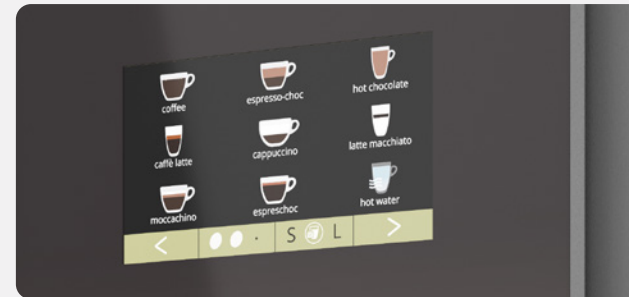 coffee espresso-choc hot chocolate
caffè latte cappuccino latte macchiato
moccachino espreschoc hot water
< S L >